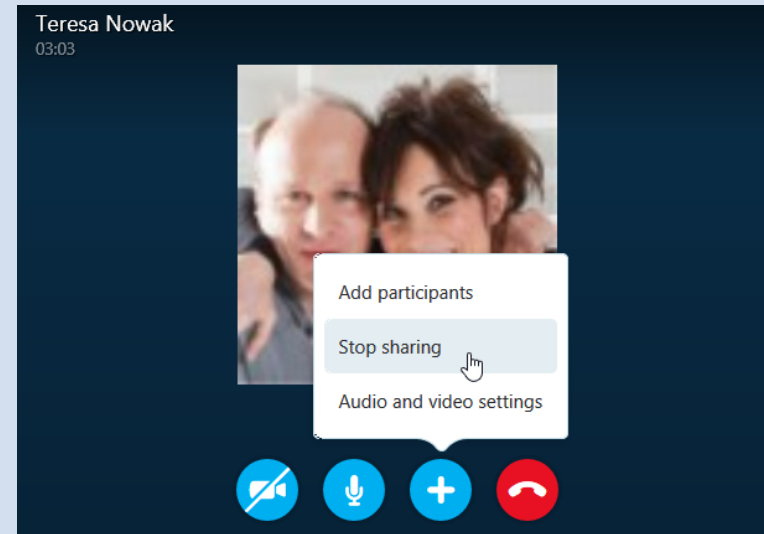 Teresa Nowak
03:03
Add participants
Stop sharing
Audio and video settings